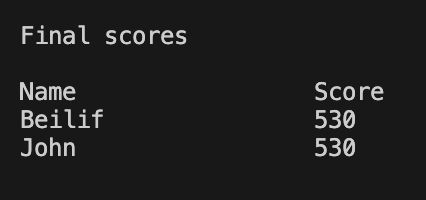 Final scores
Name Score
Beilif 530
John 530